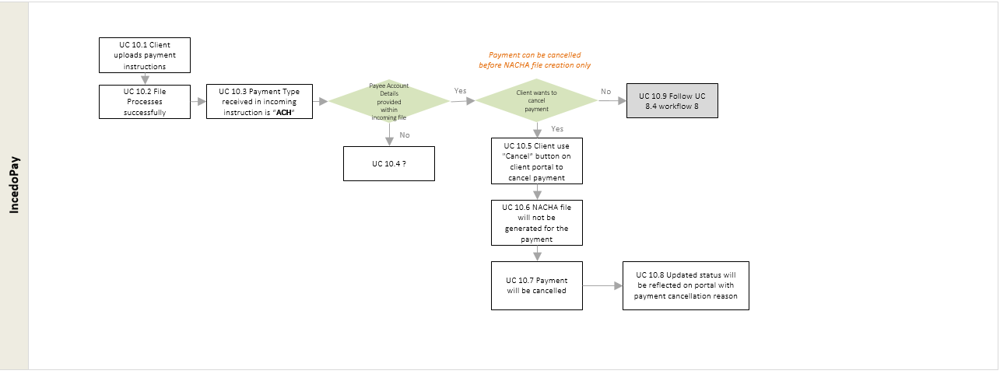 IncedoPay
UC 10.1 Client
uploads payment
instructions
UC 10.2 File
Processes
successfully
UC 10.3 Payment Type
received in incoming
instruction is "ACH"
Payee Account
Details
provided
within
incoming file
Yes
No
UC 10.4 ?
Payment can be cancelled
before NACHA file creation only
Client wants to
cancel
payment
No
UC 10.9 Follow UC
8.4 workflow 8
Yes
UC 10.5 Client use
"Cancel" button on
client portal to
cancel payment
UC 10.6 NACHA file
will not be
generated for the
payment
UC 10.7 Payment
will be cancelled
UC 10.8 Updated status will
be reflected on portal with
payment cancellation reason